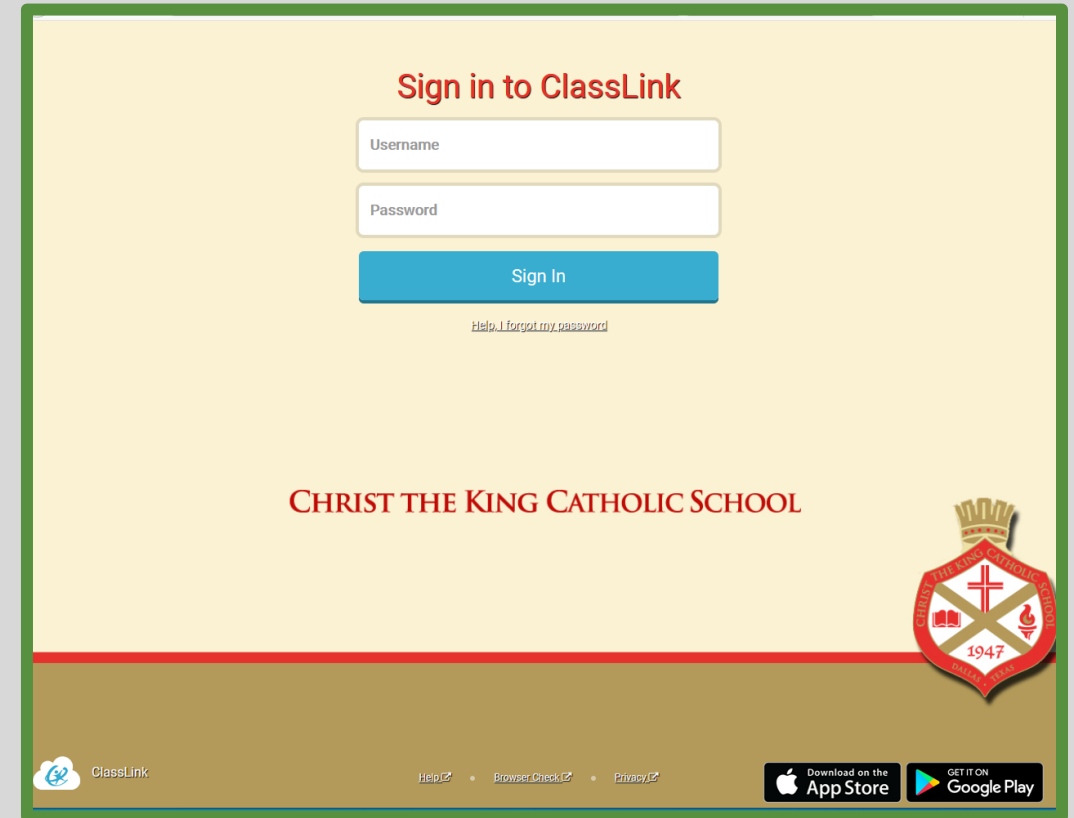 Sign in to ClassLink
Username
Password
Sign In
Help, I forgot my password
CHRIST THE KING CATHOLIC SCHOOL
CHRIST THE KING CATHOLIC SCHOOL
1947
DALLAS, TEXAS
ClassLink
Help
Browser Check
Privacy
Download on the
App Store
GET IT ON
Google Play